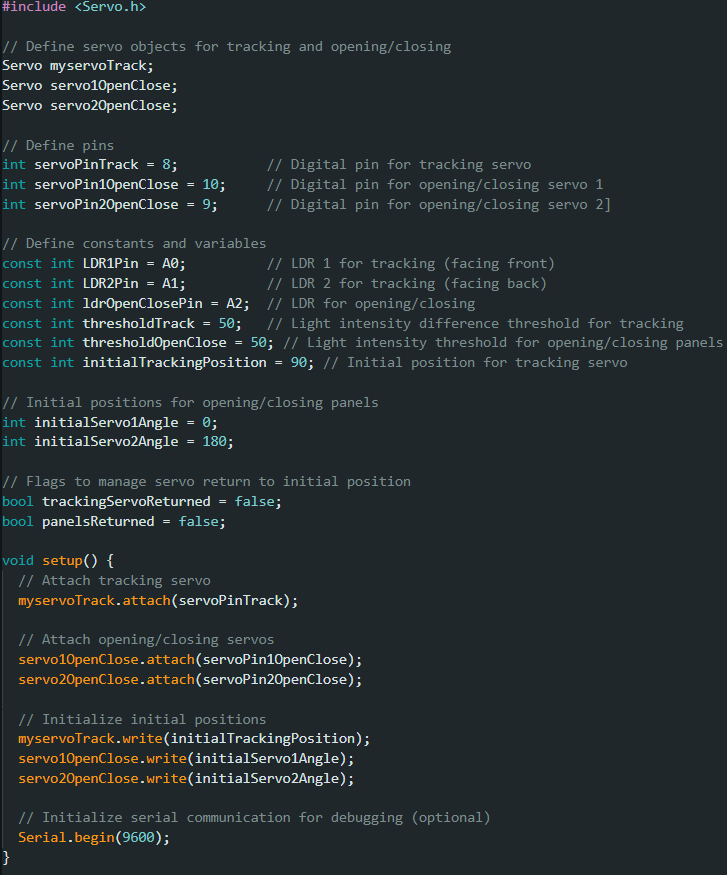 #include <Servo.h>

// Define servo objects for tracking and opening/closing
Servo myservoTrack;
Servo servo1OpenClose;
Servo servo2OpenClose;

// Define pins
int servoPinTrack = 8;           // Digital pin for tracking servo
int servoPin1OpenClose = 10;     // Digital pin for opening/closing servo 1
int servoPin2OpenClose = 9;      // Digital pin for opening/closing servo 2]

// Define constants and variables
const int LDR1Pin = A0;          // LDR 1 for tracking (facing front)
const int LDR2Pin = A1;          // LDR 2 for tracking (facing back)
const int ldrOpenClosePin = A2;  // LDR for opening/closing
const int thresholdTrack = 50;   // Light intensity difference threshold for tracking
const int thresholdOpenClose = 50; // Light intensity threshold for opening/closing panels
const int initialTrackingPosition = 90; // Initial position for tracking servo

// Initial positions for opening/closing panels
int initialServo1Angle = 0;
int initialServo2Angle = 180;

// Flags to manage servo return to initial position
bool trackingServoReturned = false;
bool panelsReturned = false;

void setup() {
  // Attach tracking servo
  myservoTrack.attach(servoPinTrack);

  // Attach opening/closing servos
  servo1OpenClose.attach(servoPin1OpenClose);
  servo2OpenClose.attach(servoPin2OpenClose);

  // Initialize initial positions
  myservoTrack.write(initialTrackingPosition);
  servo1OpenClose.write(initialServo1Angle);
  servo2OpenClose.write(initialServo2Angle);

  // Initialize serial communication for debugging (optional)
  Serial.begin(9600);
}